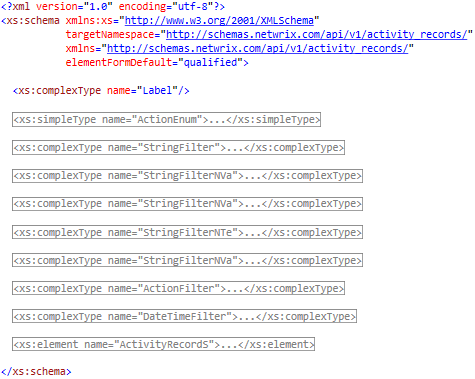 <?xml version="1.0" encoding="utf-8"?>
<xs:schema xmlns:xs="http://www.w3.org/2001/XMLSchema"
targetNamespace="http://schemas.netwrix.com/api/v1/activity_records/"
xmlns="http://schemas.netwrix.com/api/v1/activity_records/"
elementFormDefault="qualified">
<xs:complexType name="Label"/>
<xs:simpleType name="ActionEnum">...</xs:simpleType>
<xs:complexType name="StringFilter">...</xs:complexType>
<xs:complexType name="StringFilterNVa">...</xs:complexType>
<xs:complexType name="StringFilterNVa">...</xs:complexType>
<xs:complexType name="StringFilterNTe">...</xs:complexType>
<xs:complexType name="StringFilterNVa">...</xs:complexType>
<xs:complexType name="ActionFilter">...</xs:complexType>
<xs:complexType name="DateTimeFilter">...</xs:complexType>
<xs:element name="ActivityRecordS">...</xs:element>
</xs:schema>